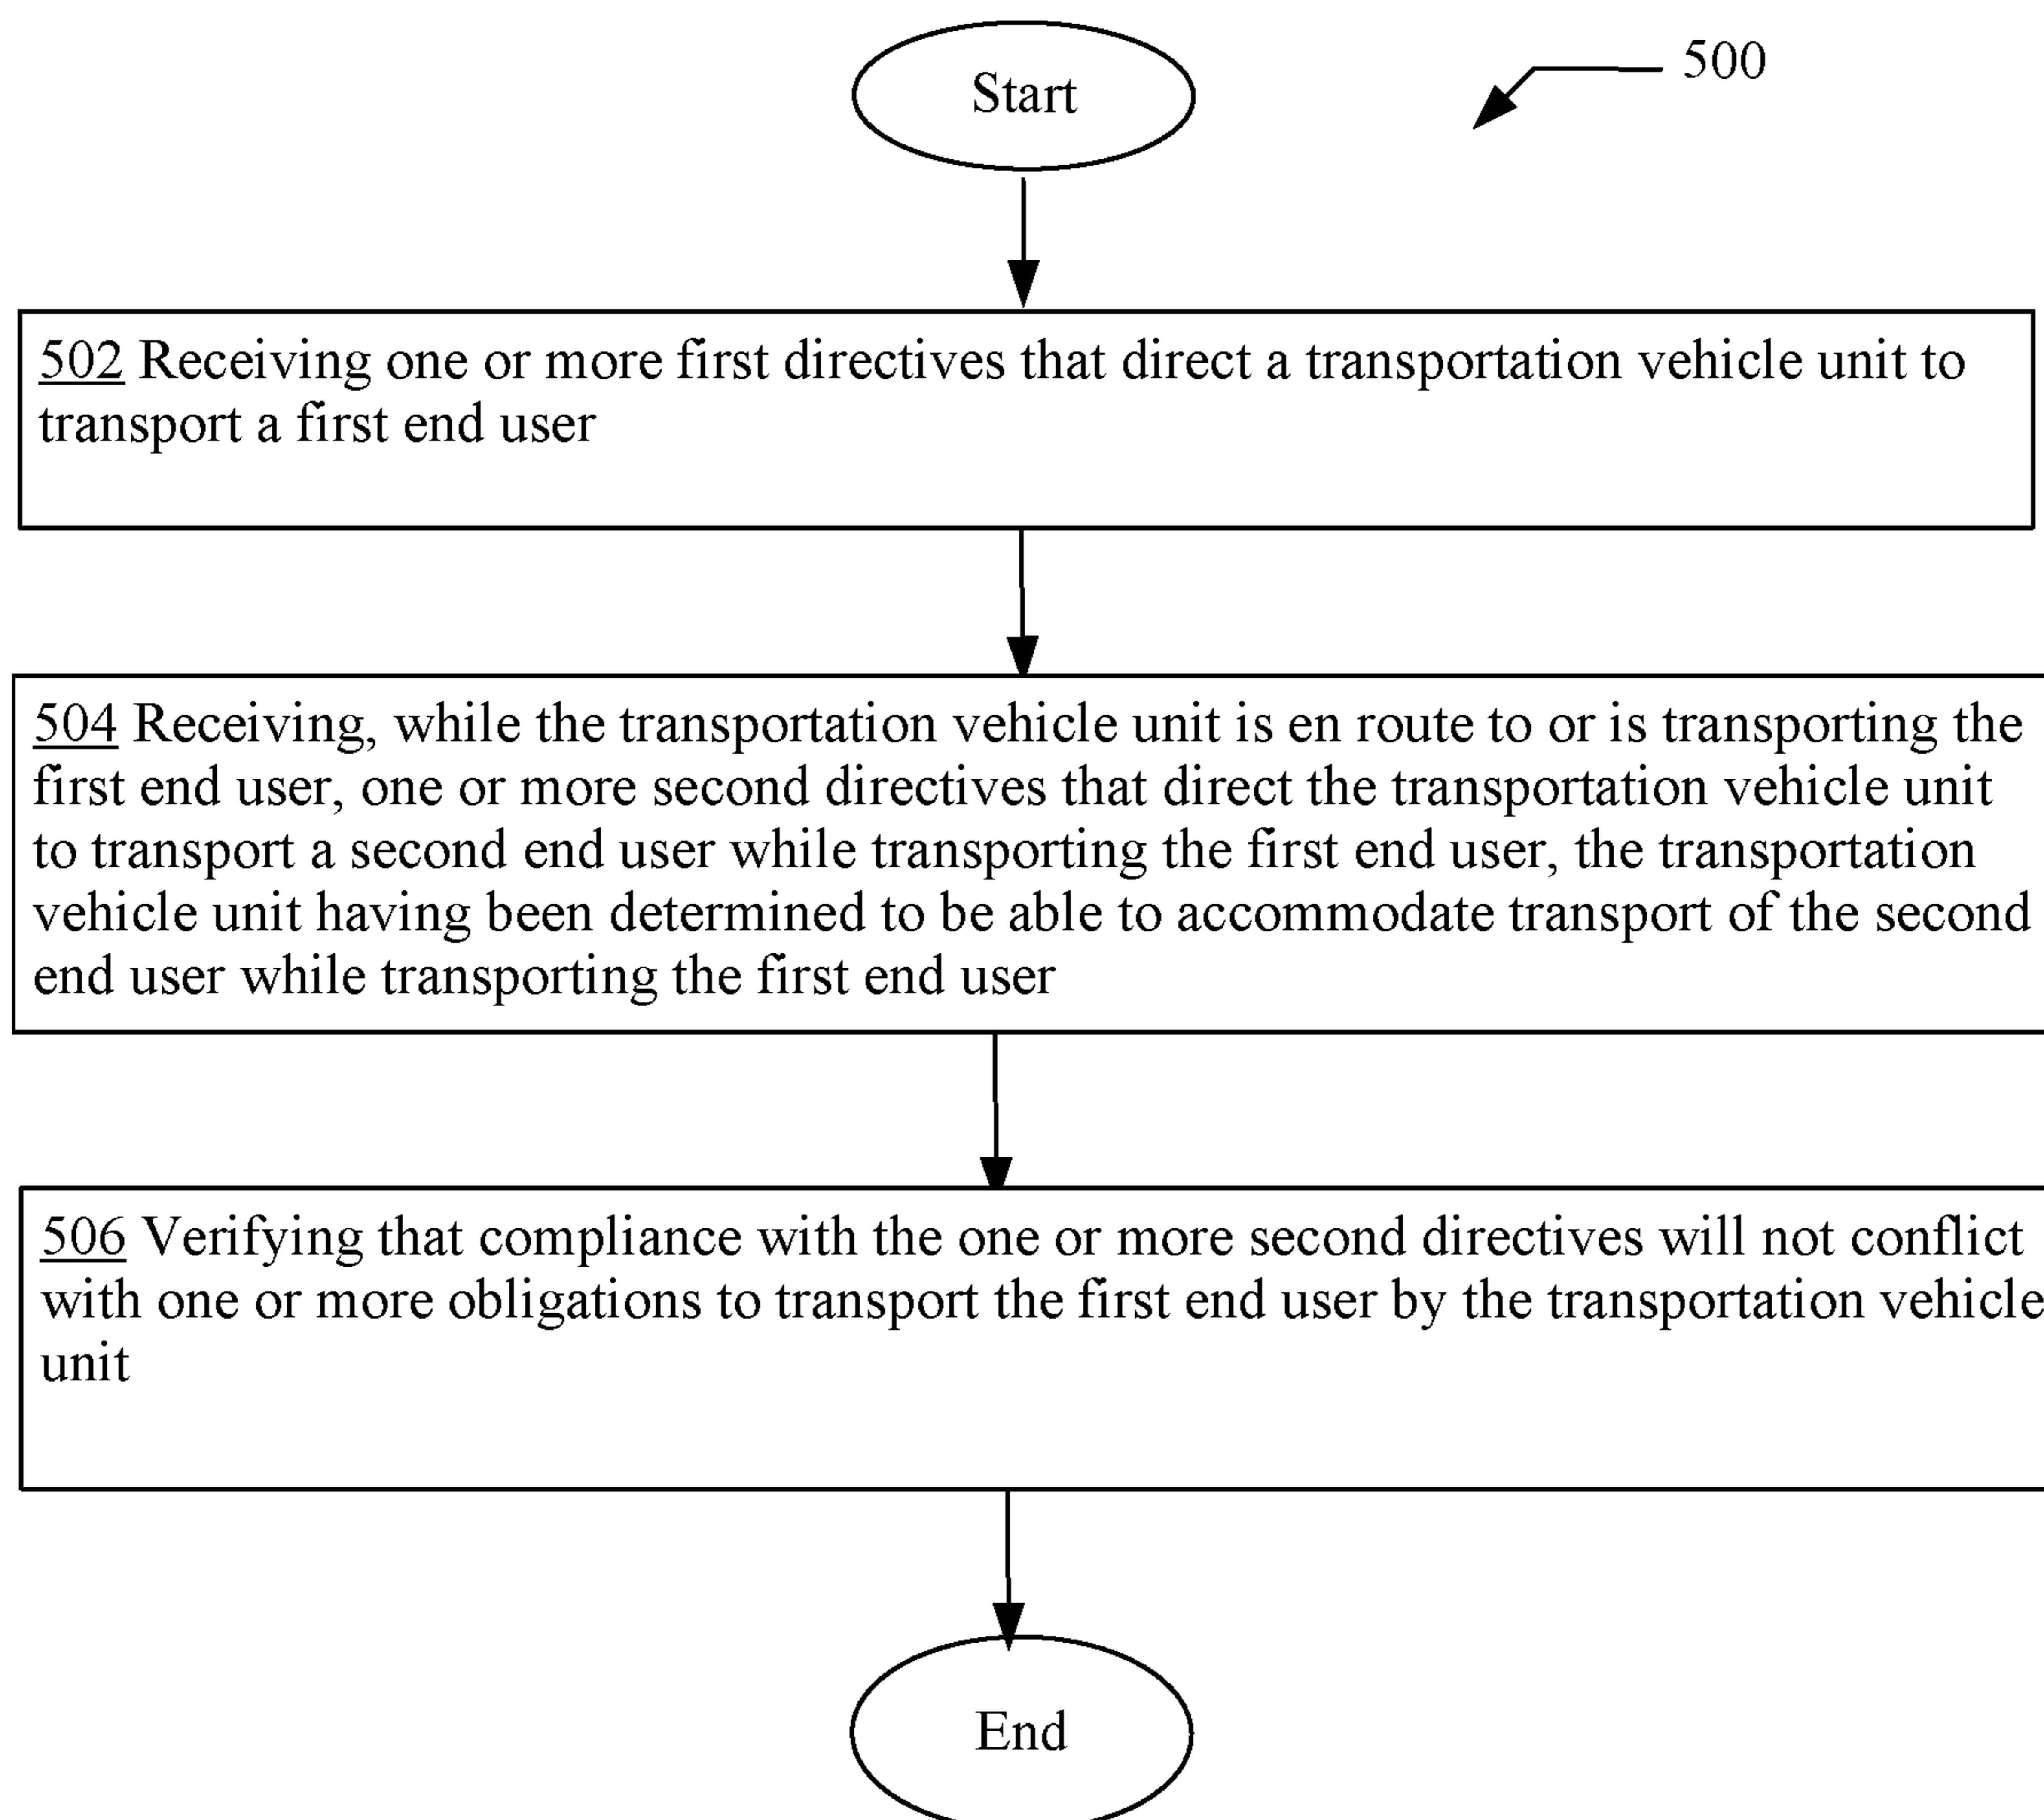 Start
500
502 Receiving one or more first directives that direct a transportation vehicle unit to
transport a first end user
504 Receiving, while the transportation vehicle unit is en route to or is transporting the
first end user, one or more second directives that direct the transportation vehicle unit
to transport a second end user while transporting the first end user, the transportation
vehicle unit having been determined to be able to accommodate transport of the second
end user while transporting the first end user
506 Verifying that compliance with the one or more second directives will not conflict
with one or more obligations to transport the first end user by the transportation vehicle
unit
End